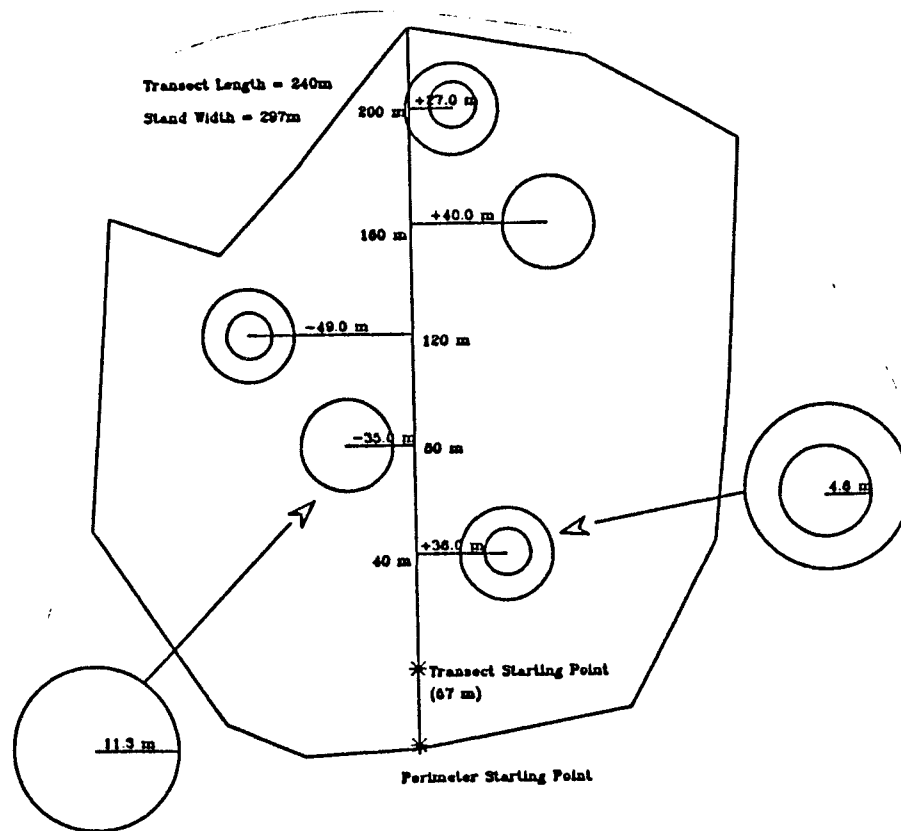 Transect Length = 240m
Stand Width = 297m
+27.0 m
200 m
+40.0 m
160 m
-49.0 m
120 m
-35.0 m
80 m
4.6 m
+36.0 m
40 m
Transect Starting Point
(67 m)
11.3 m
Perimeter Starting Point